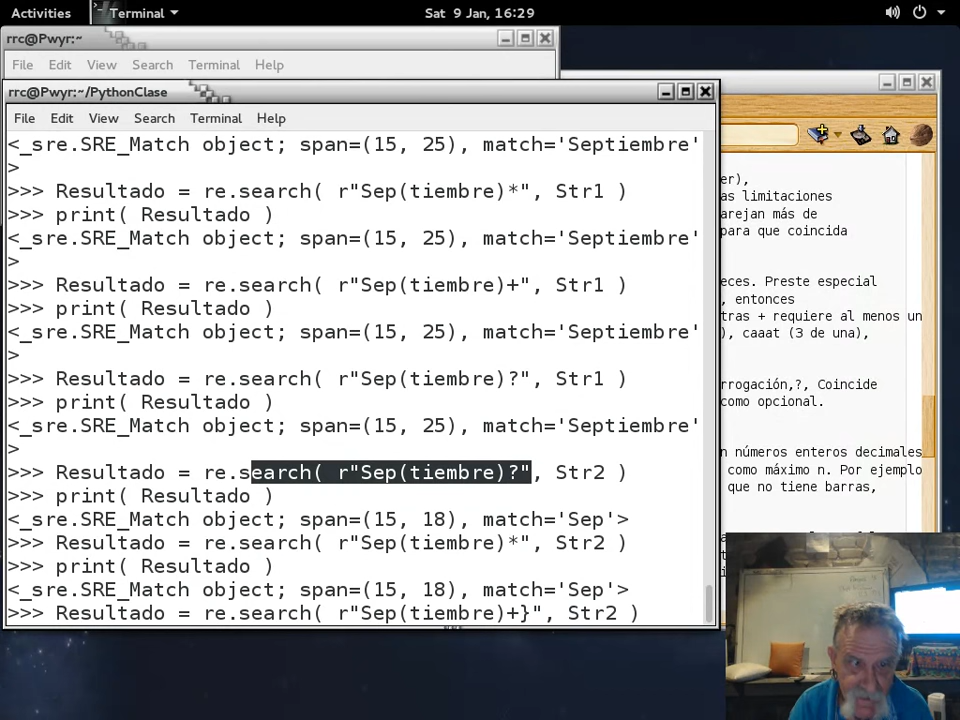 Activities
Terminal
Sat 9 Jan, 16:29
rrc@Pwyr:~
File Edit View Search Terminal Help
rrc@Pwyr:~/PythonClase
File Edit View Search Terminal Help
<_sre.SRE_Match object; span=(15, 25), match='Septiembre'
>
>>> Resultado = re.search( r"Sep(tiembre)*", Str1 )
>>> print( Resultado )
<_sre.SRE_Match object; span=(15, 25), match='Septiembre'
>
>>> Resultado = re.search( r"Sep(tiembre)+", Str1 )
>>> print( Resultado )
<_sre.SRE_Match object; span=(15, 25), match='Septiembre'
>
>>> Resultado = re.search( r"Sep(tiembre)?", Str1 )
>>> print( Resultado )
<_sre.SRE_Match object; span=(15, 25), match='Septiembre'
>
>>> Resultado = re.search( r"Sep(tiembre)?", Str2 )
>>> print( Resultado )
<_sre.SRE_Match object; span=(15, 18), match='Sep'>
>>> Resultado = re.search( r"Sep(tiembre)*", Str2 )
>>> print( Resultado )
<_sre.SRE_Match object; span=(15, 18), match='Sep'>
>>> Resultado = re.search( r"Sep(tiembre)+}", Str2 )
er),
as limitaciones
arejan más de
para que coincida
eces. Preste especial
, entonces
tras + requiere al menos un
), caaat (3 de una),
rrogación,?, Coincide
como opcional.
n números enteros decimales
como máximo n. Por ejemplo
que no tiene barras,